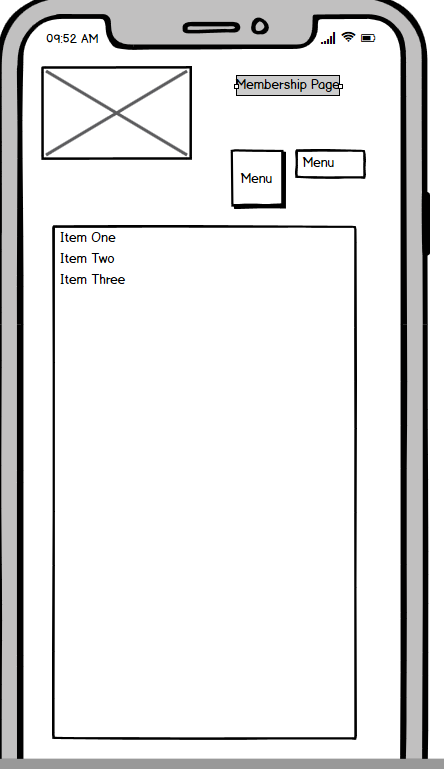 09:52 AM
Membership Page
Menu
Menu
Item One
Item Two
Item Three